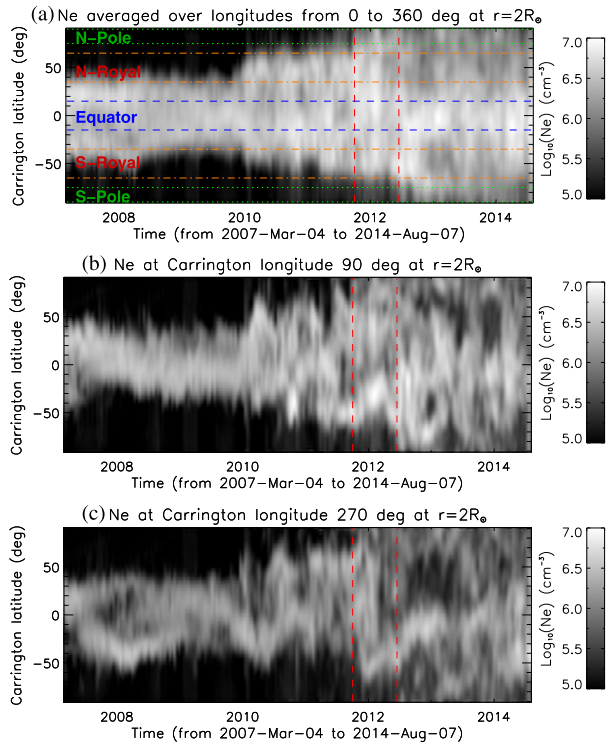 (a) Ne averaged over longitudes from 0 to 360 deg at r=2R⊙
Carrington latitude (deg)
50
0
−50
N−Pole
N−Royal
Equator
S−Royal
S−Pole
2008 2010 2012 2014
Time (from 2007−Mar−04 to 2014−Aug−07)
7.0
6.5
6.0
5.5
5.0
Log₁₀(Ne) (cm⁻³)
(b) Ne at Carrington longitude 90 deg at r=2R⊙
Carrington latitude (deg)
50
0
−50
2008 2010 2012 2014
Time (from 2007−Mar−04 to 2014−Aug−07)
7.0
6.5
6.0
5.5
5.0
Log₁₀(Ne) (cm⁻³)
(c) Ne at Carrington longitude 270 deg at r=2R⊙
Carrington latitude (deg)
50
0
−50
2008 2010 2012 2014
Time (from 2007−Mar−04 to 2014−Aug−07)
7.0
6.5
6.0
5.5
5.0
Log₁₀(Ne) (cm⁻³)